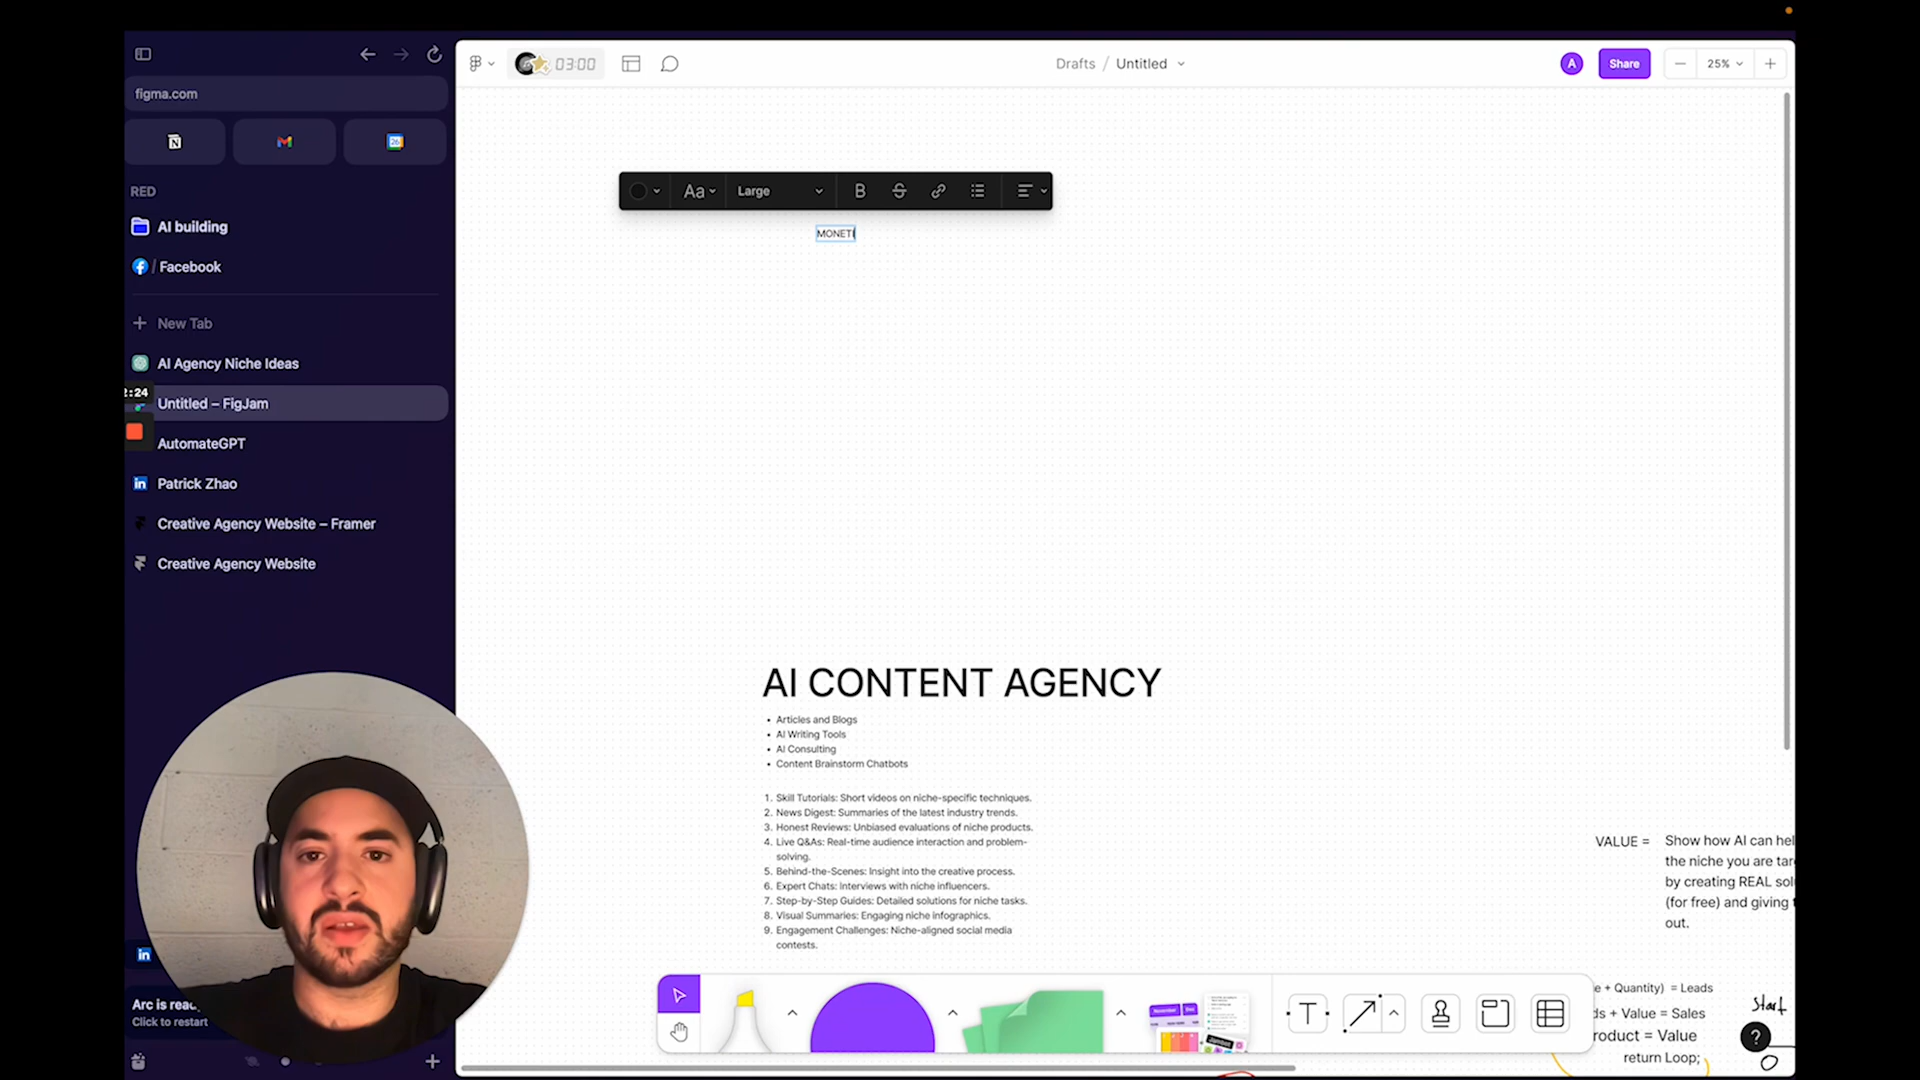 figma.com
RED
AI building
/ Facebook
New Tab
AI Agency Niche Ideas
2:24
Untitled – FigJam
AutomateGPT
Patrick Zhao
Creative Agency Website – Framer
Creative Agency Website
Click to restart
03:00
Drafts / Untitled
A
Share
25%
Aa
Large
B
MONETI
AI CONTENT AGENCY
• Articles and Blogs
• AI Writing Tools
• AI Consulting
• Content Brainstorm Chatbots
1. Skill Tutorials: Short videos on niche-specific techniques.
2. News Digest: Summaries of the latest industry trends.
3. Honest Reviews: Unbiased evaluations of niche products.
4. Live Q&As: Real-time audience interaction and problem-
solving.
5. Behind-the-Scenes: Insight into the creative process.
6. Expert Chats: Interviews with niche influencers.
7. Step-by-Step Guides: Detailed solutions for niche tasks.
8. Visual Summaries: Engaging niche infographics.
9. Engagement Challenges: Niche-aligned social media
contests.
VALUE =
Show how AI can hel
the niche you are tar
by creating REAL sol
(for free) and giving
out.
+ Quantity) = Leads
+ Value = Sales
= Value
return Loop;
Start
?